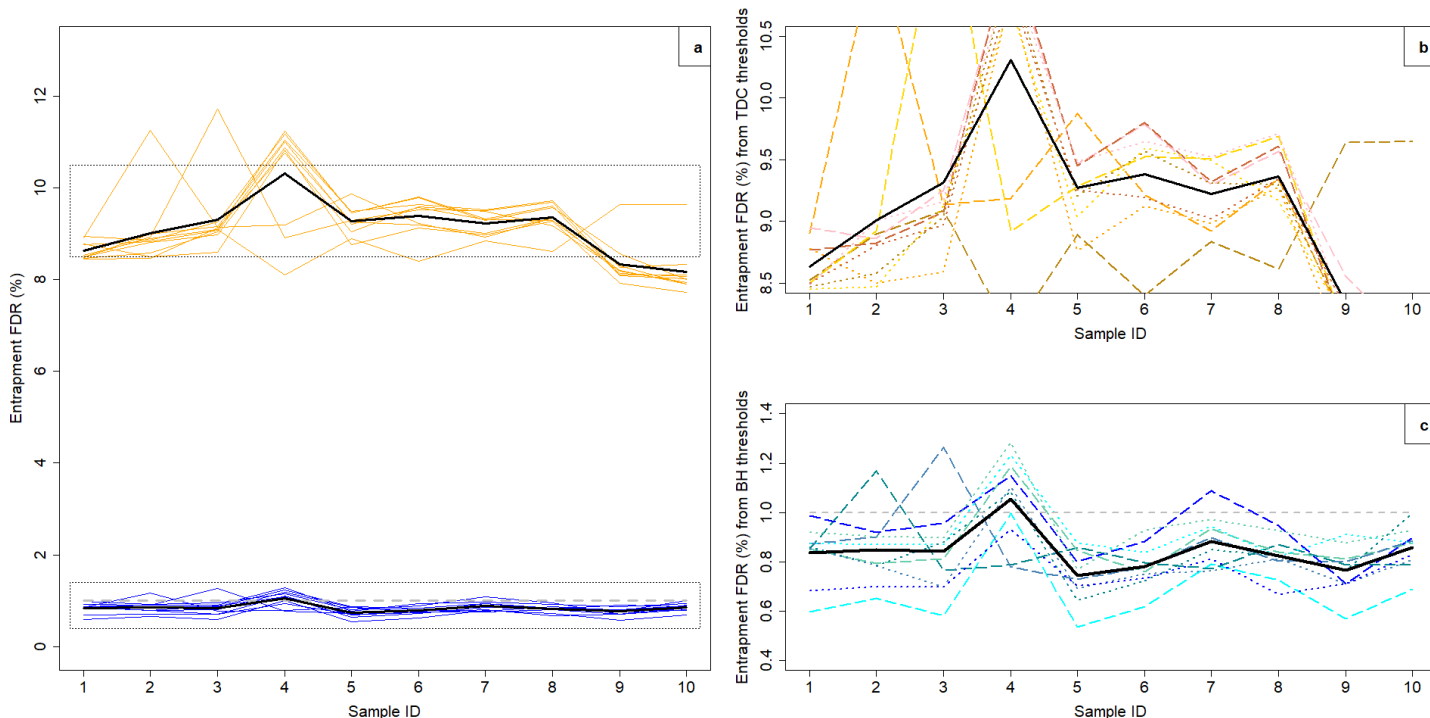 a
Entrapment FDR (%)
12
10
8
6
4
2
0
1 2 3 4 5 6 7 8 9 10
Sample ID
b
Entrapment FDR (%) from TDC thresholds
10.5
10.0
9.5
9.0
8.5
1 2 3 4 5 6 7 8 9 10
Sample ID
c
Entrapment FDR (%) from BH thresholds
1.4
1.2
1.0
0.8
0.6
0.4
1 2 3 4 5 6 7 8 9 10
Sample ID